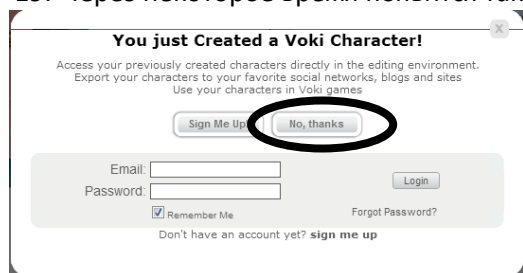 x
You just Created a Voki Character!
Access your previously created characters directly in the editing environment.
Export your characters to your favorite social networks, blogs and sites
Use your characters in Voki games
Sign Me Up! No, thanks
Email:
Password:
Login
Remember Me
Forgot Password?
Don't have an account yet? sign me up